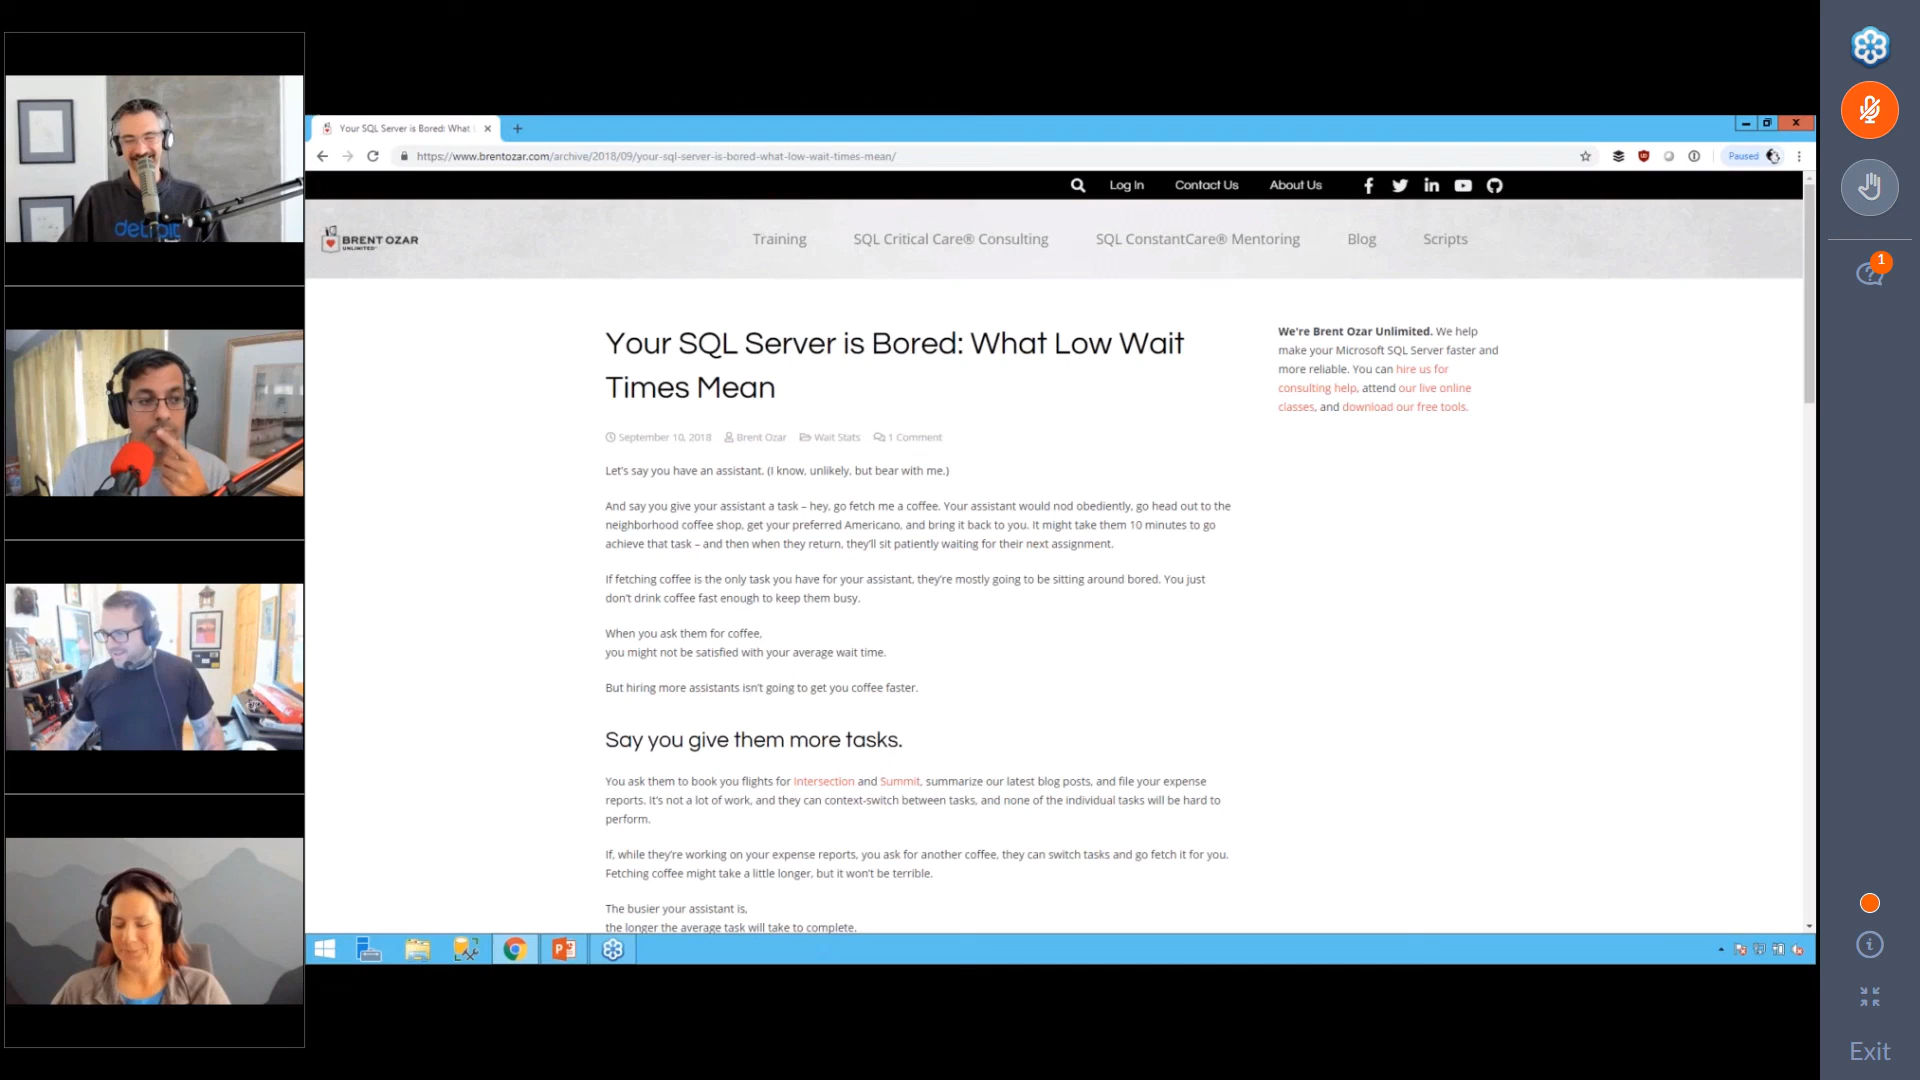 detroit
Your SQL Server is Bored: What
https://www.brentozar.com/archive/2018/09/your-sql-server-is-bored-what-low-wait-times-mean/
Paused
Log In
Contact Us
About Us
BRENT OZAR
UNLIMITED
Training
SQL Critical Care® Consulting
SQL ConstantCare® Mentoring
Blog
Scripts
Your SQL Server is Bored: What Low Wait
Times Mean
September 10, 2018 Brent Ozar Wait Stats 1 Comment
Let's say you have an assistant. (I know, unlikely, but bear with me.)
And say you give your assistant a task – hey, go fetch me a coffee. Your assistant would nod obediently, go head out to the
neighborhood coffee shop, get your preferred Americano, and bring it back to you. It might take them 10 minutes to go
achieve that task – and then when they return, they'll sit patiently waiting for their next assignment.
If fetching coffee is the only task you have for your assistant, they're mostly going to be sitting around bored. You just
don't drink coffee fast enough to keep them busy.
When you ask them for coffee,
you might not be satisfied with your average wait time.
But hiring more assistants isn't going to get you coffee faster.
Say you give them more tasks.
You ask them to book you flights for Intersection and Summit, summarize our latest blog posts, and file your expense
reports. It's not a lot of work, and they can context-switch between tasks, and none of the individual tasks will be hard to
perform.
If, while they're working on your expense reports, you ask for another coffee, they can switch tasks and go fetch it for you.
Fetching coffee might take a little longer, but it won't be terrible.
The busier your assistant is,
the longer the average task will take to complete.
We're Brent Ozar Unlimited. We help
make your Microsoft SQL Server faster and
more reliable. You can hire us for
consulting help, attend our live online
classes, and download our free tools.
1
Exit